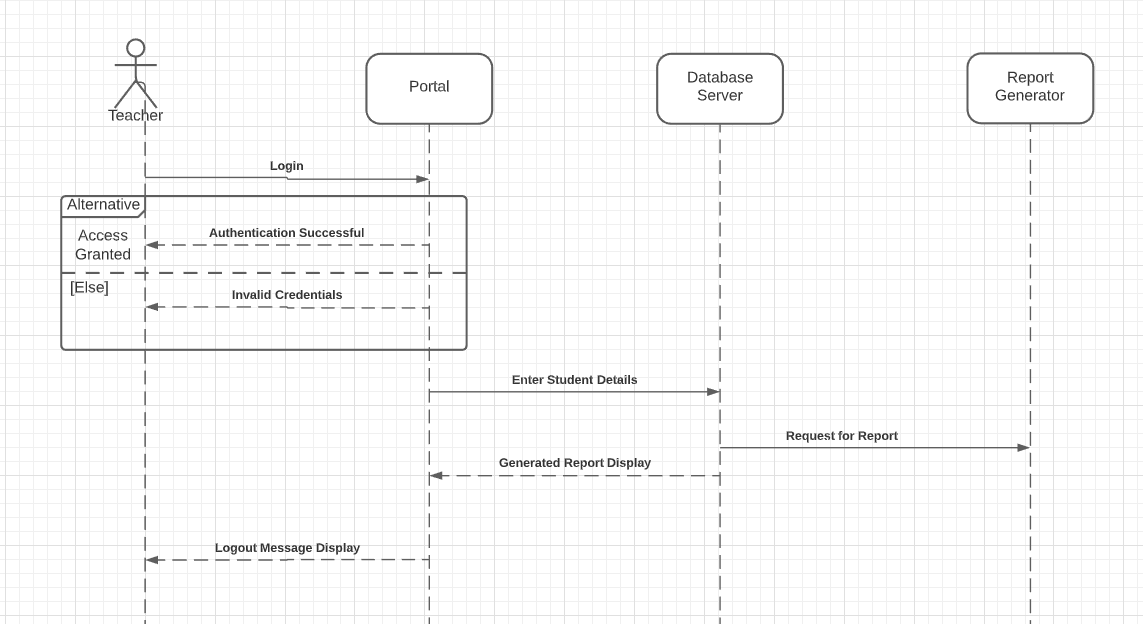 Teacher
Portal
Database
Server
Report
Generator
Login
Alternative
Access
Granted
Authentication Successful
[Else]
Invalid Credentials
Enter Student Details
Request for Report
Generated Report Display
Logout Message Display